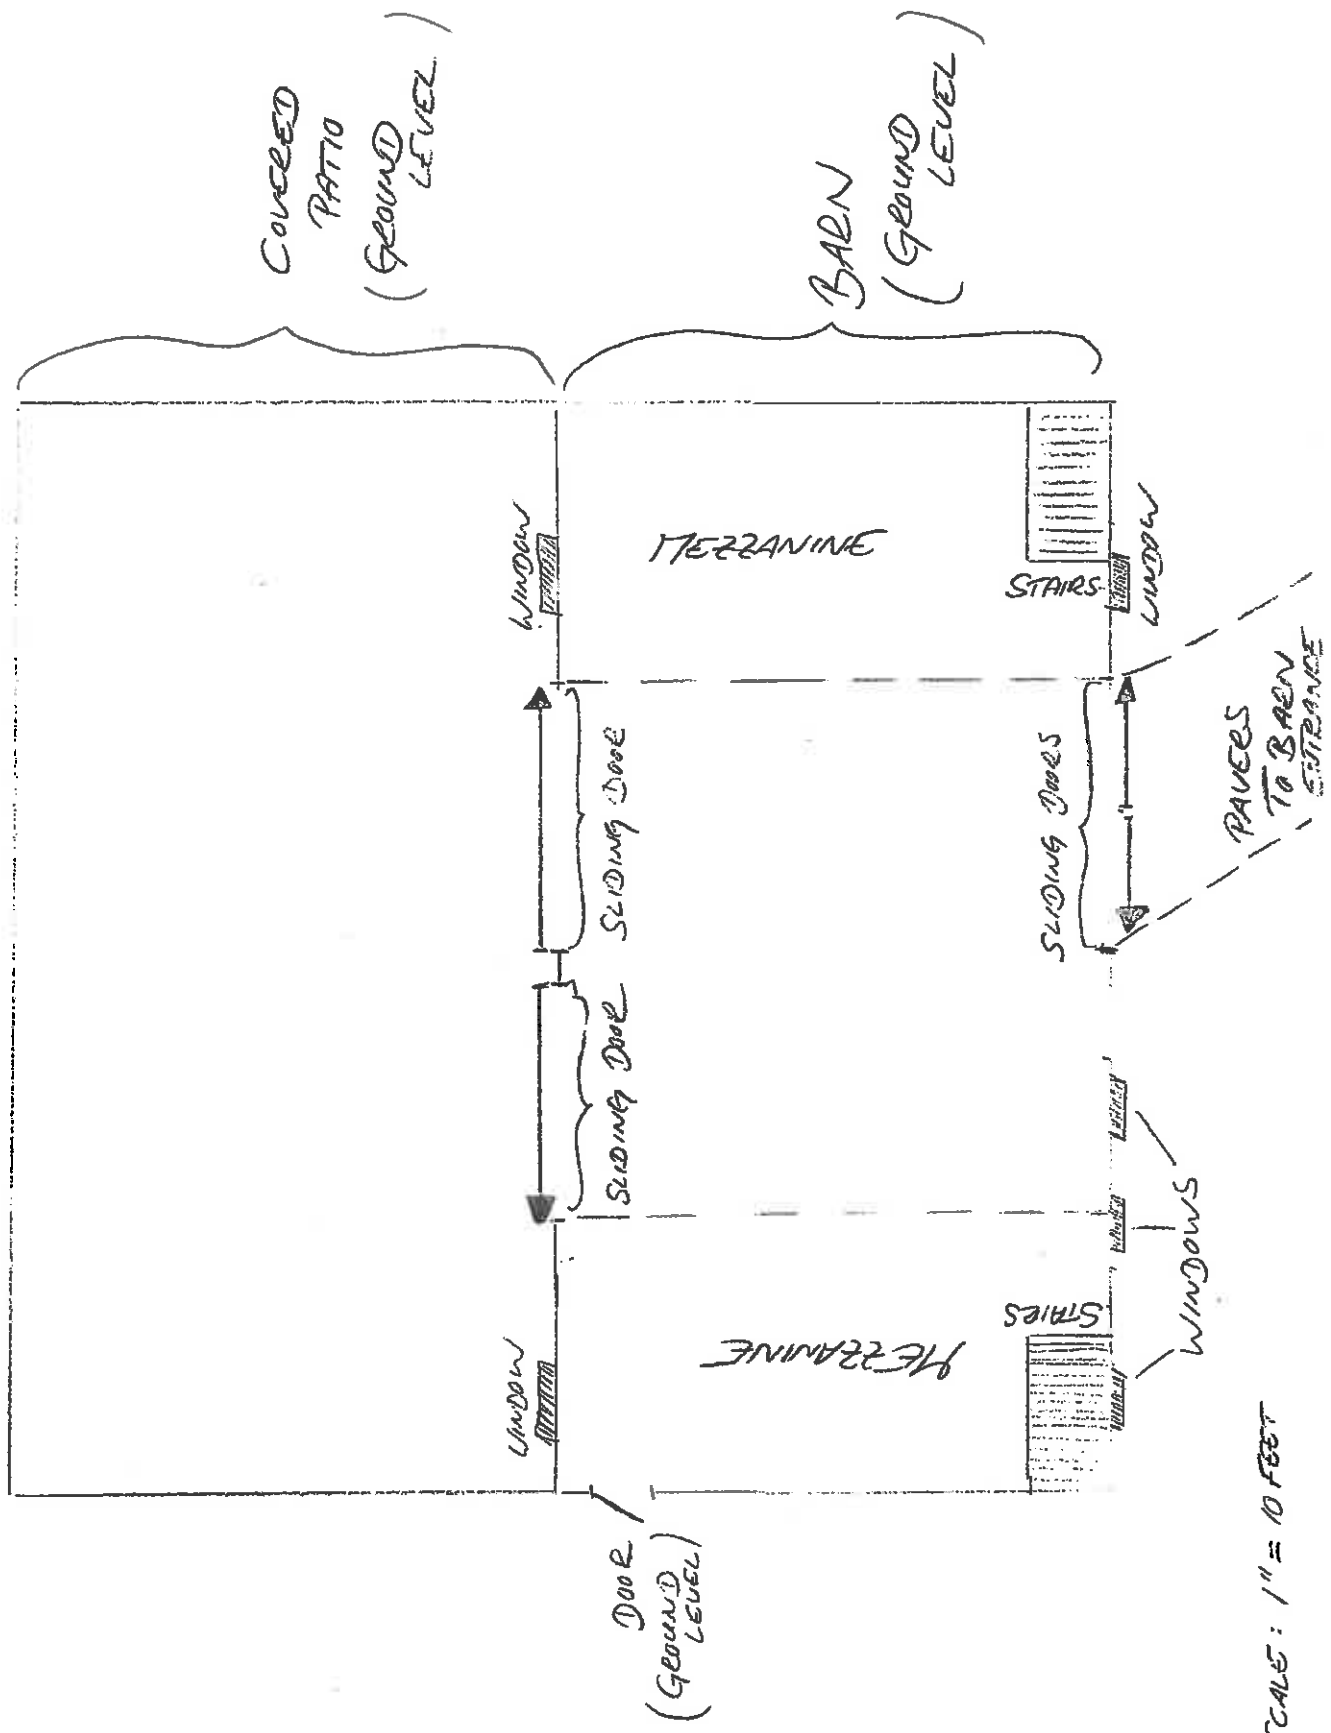 COVERED
PATIO
(GROUND
LEVEL)
BARN
(GROUND
LEVEL)
WINDOW
MEZZANINE
STAIRS
WINDOW
SLIDING DOOR
SLIDING DOORS
PAVERS
TO BARN
ENTRANCE
SLIDING DOOR
WINDOW
MEZZANINE
STAIRS
WINDOWS
DOOR
(GROUND
LEVEL)
SCALE: 1" = 10 FEET